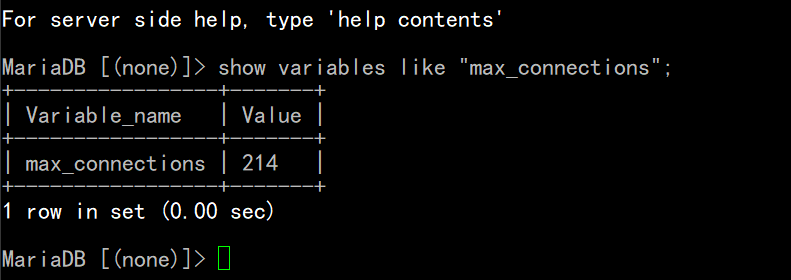 For server side help, type 'help contents'
MariaDB [(none)]> show variables like "max_connections";
+-----------------+-------+
| Variable_name   | Value |
+-----------------+-------+
| max_connections | 214   |
+-----------------+-------+
1 row in set (0.00 sec)
MariaDB [(none)]>